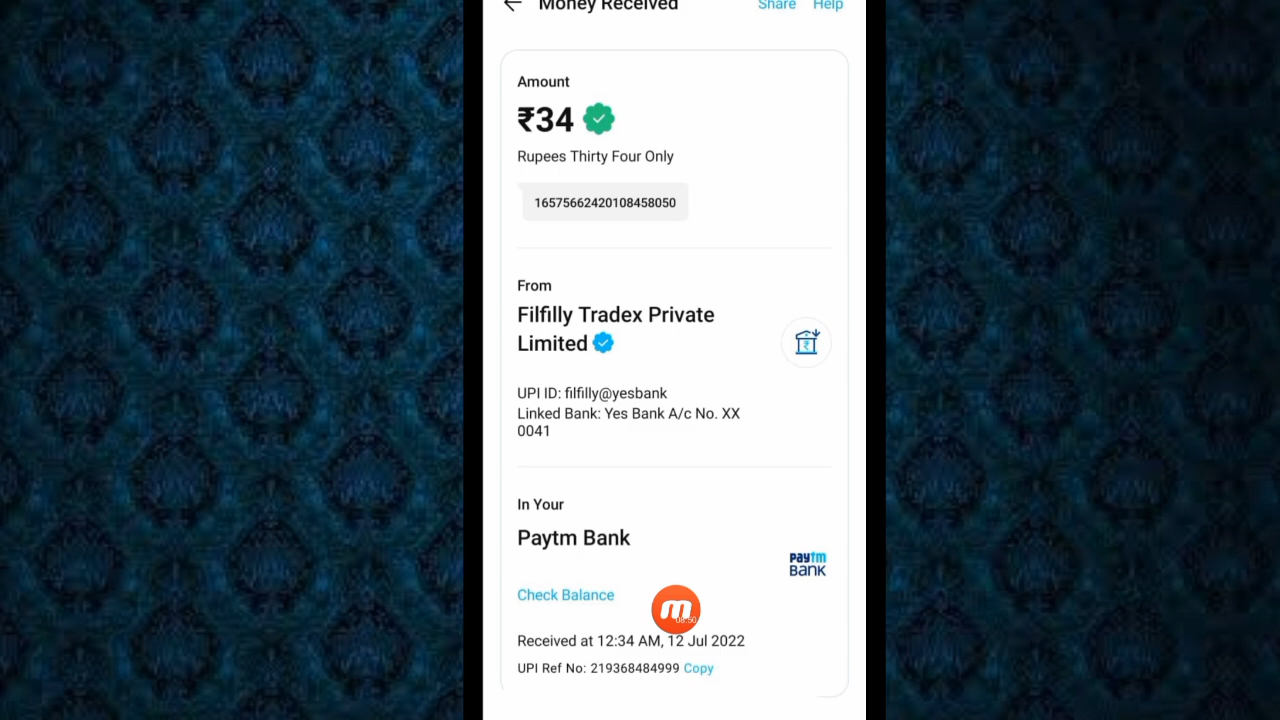 Money Received
Share Help
Amount
₹34
Rupees Thirty Four Only
16575662420108458050
From
Filfilly Tradex Private
Limited
UPI ID: filfilly@yesbank
Linked Bank: Yes Bank A/c No. XX
0041
In Your
Paytm Bank
paytm
BANK
Check Balance
m
08:50
Received at 12:34 AM, 12 Jul 2022
UPI Ref No: 219368484999 Copy